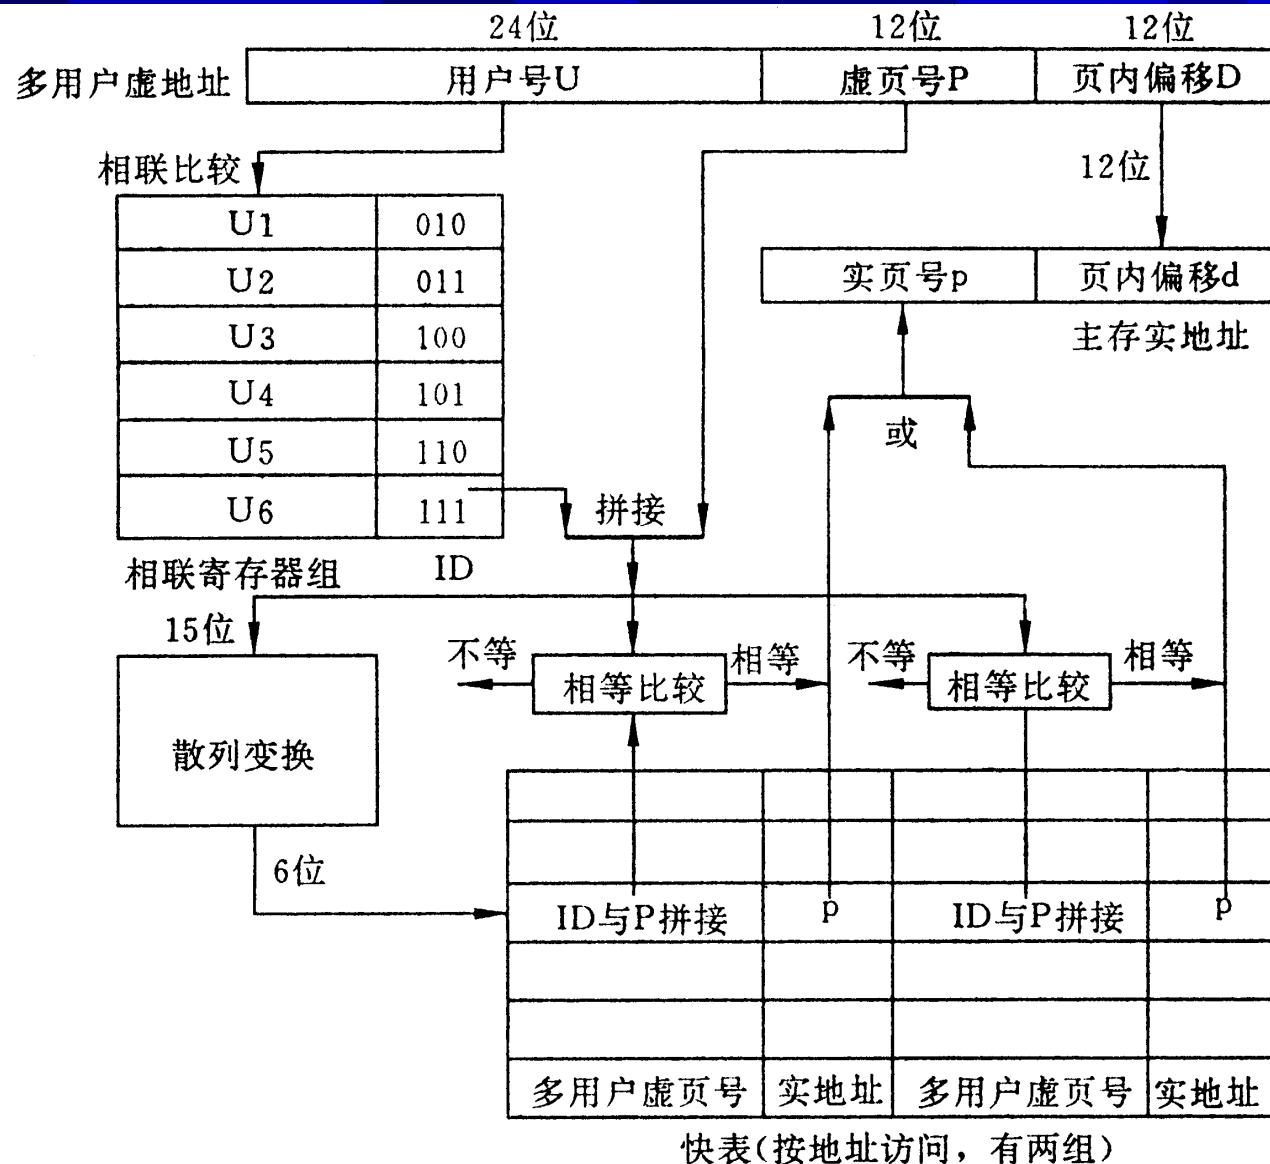 24位 12位 12位
多用户虚地址 用户号U 虚页号P 页内偏移D
相联比较 12位
U1 010
U2 011
实页号p 页内偏移d
U3 100
主存实地址
U4 101
或
U5 110
U6 111
拼接
相联寄存器组 ID
15位
不等 相等 不等 相等
相等比较 相等比较
散列变换
6位
ID与P拼接 p ID与P拼接 p
多用户虚页号 实地址 多用户虚页号 实地址
快表(按地址访问，有两组)